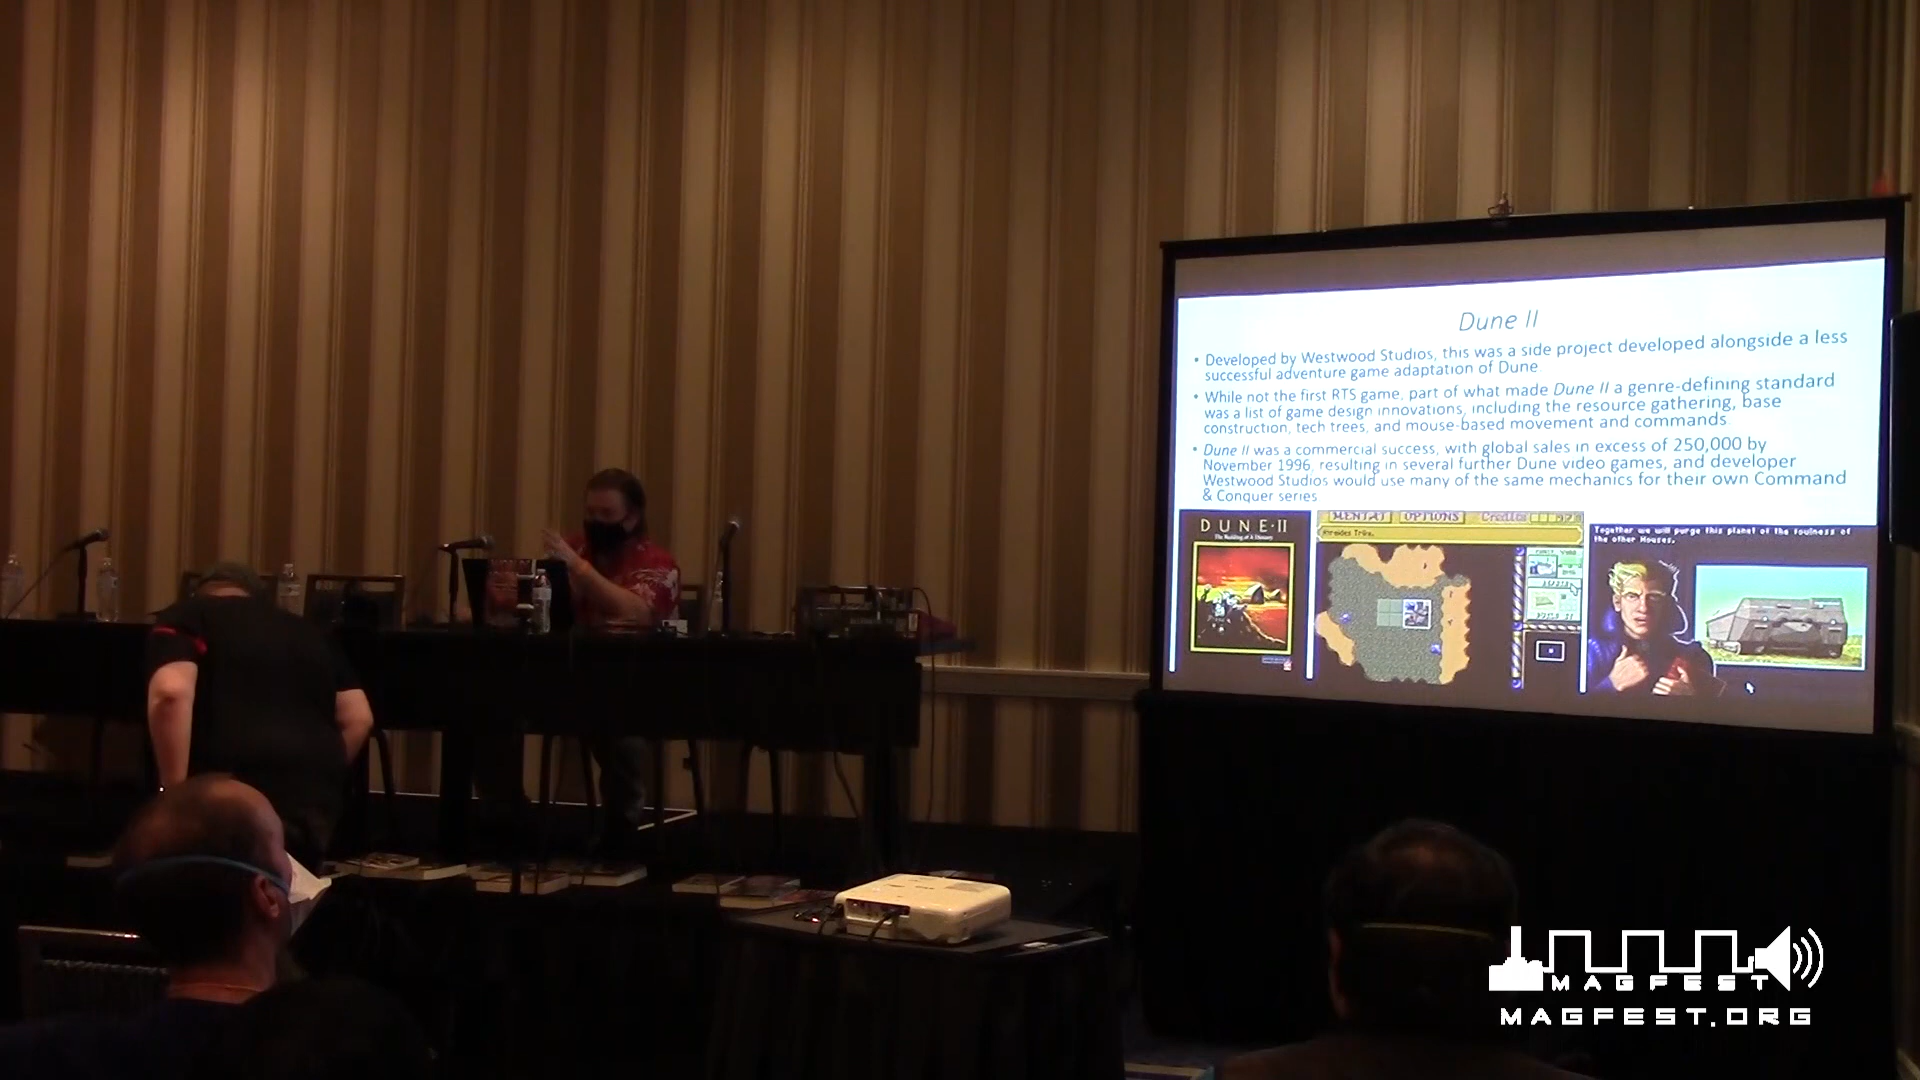 Dune II
• Developed by Westwood Studios, this was a side project developed alongside a less
successful adventure game adaptation of Dune.
• While not the first RTS game, part of what made Dune II a genre-defining standard
was a list of game design innovations, including the resource gathering, base
construction, tech trees, and mouse-based movement and commands
• Dune II was a commercial success, with global sales in excess of 250,000 by
November 1996, resulting in several further Dune video games, and developer
Westwood Studios would use many of the same mechanics for their own Command
& Conquer series
DUNE·II
The Building of A Dynasty
MENTAT OPTIONS Credits
Atreides
Together we will purge this planet of the foulness of
the other Houses.
MAGFEST
MAGFEST.ORG